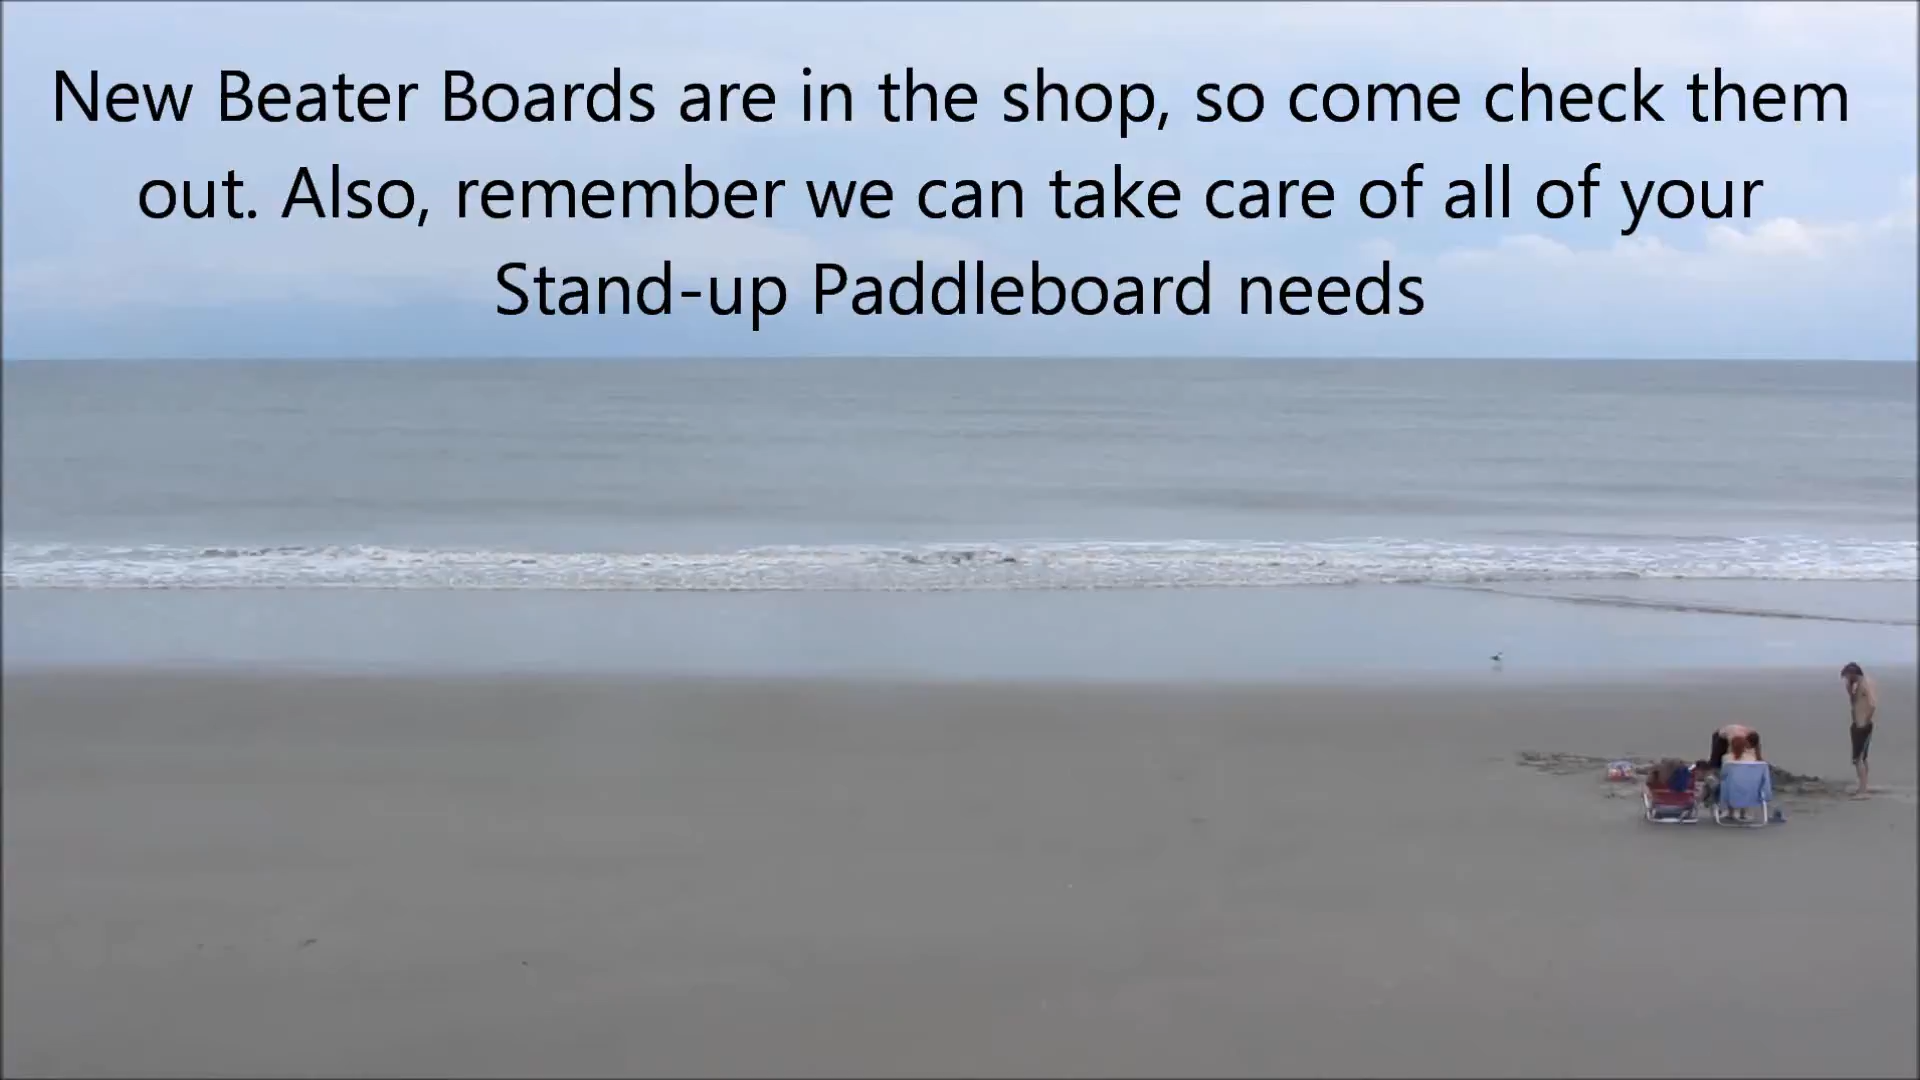 New Beater Boards are in the shop, so come check them
out. Also, remember we can take care of all of your
Stand-up Paddleboard needs